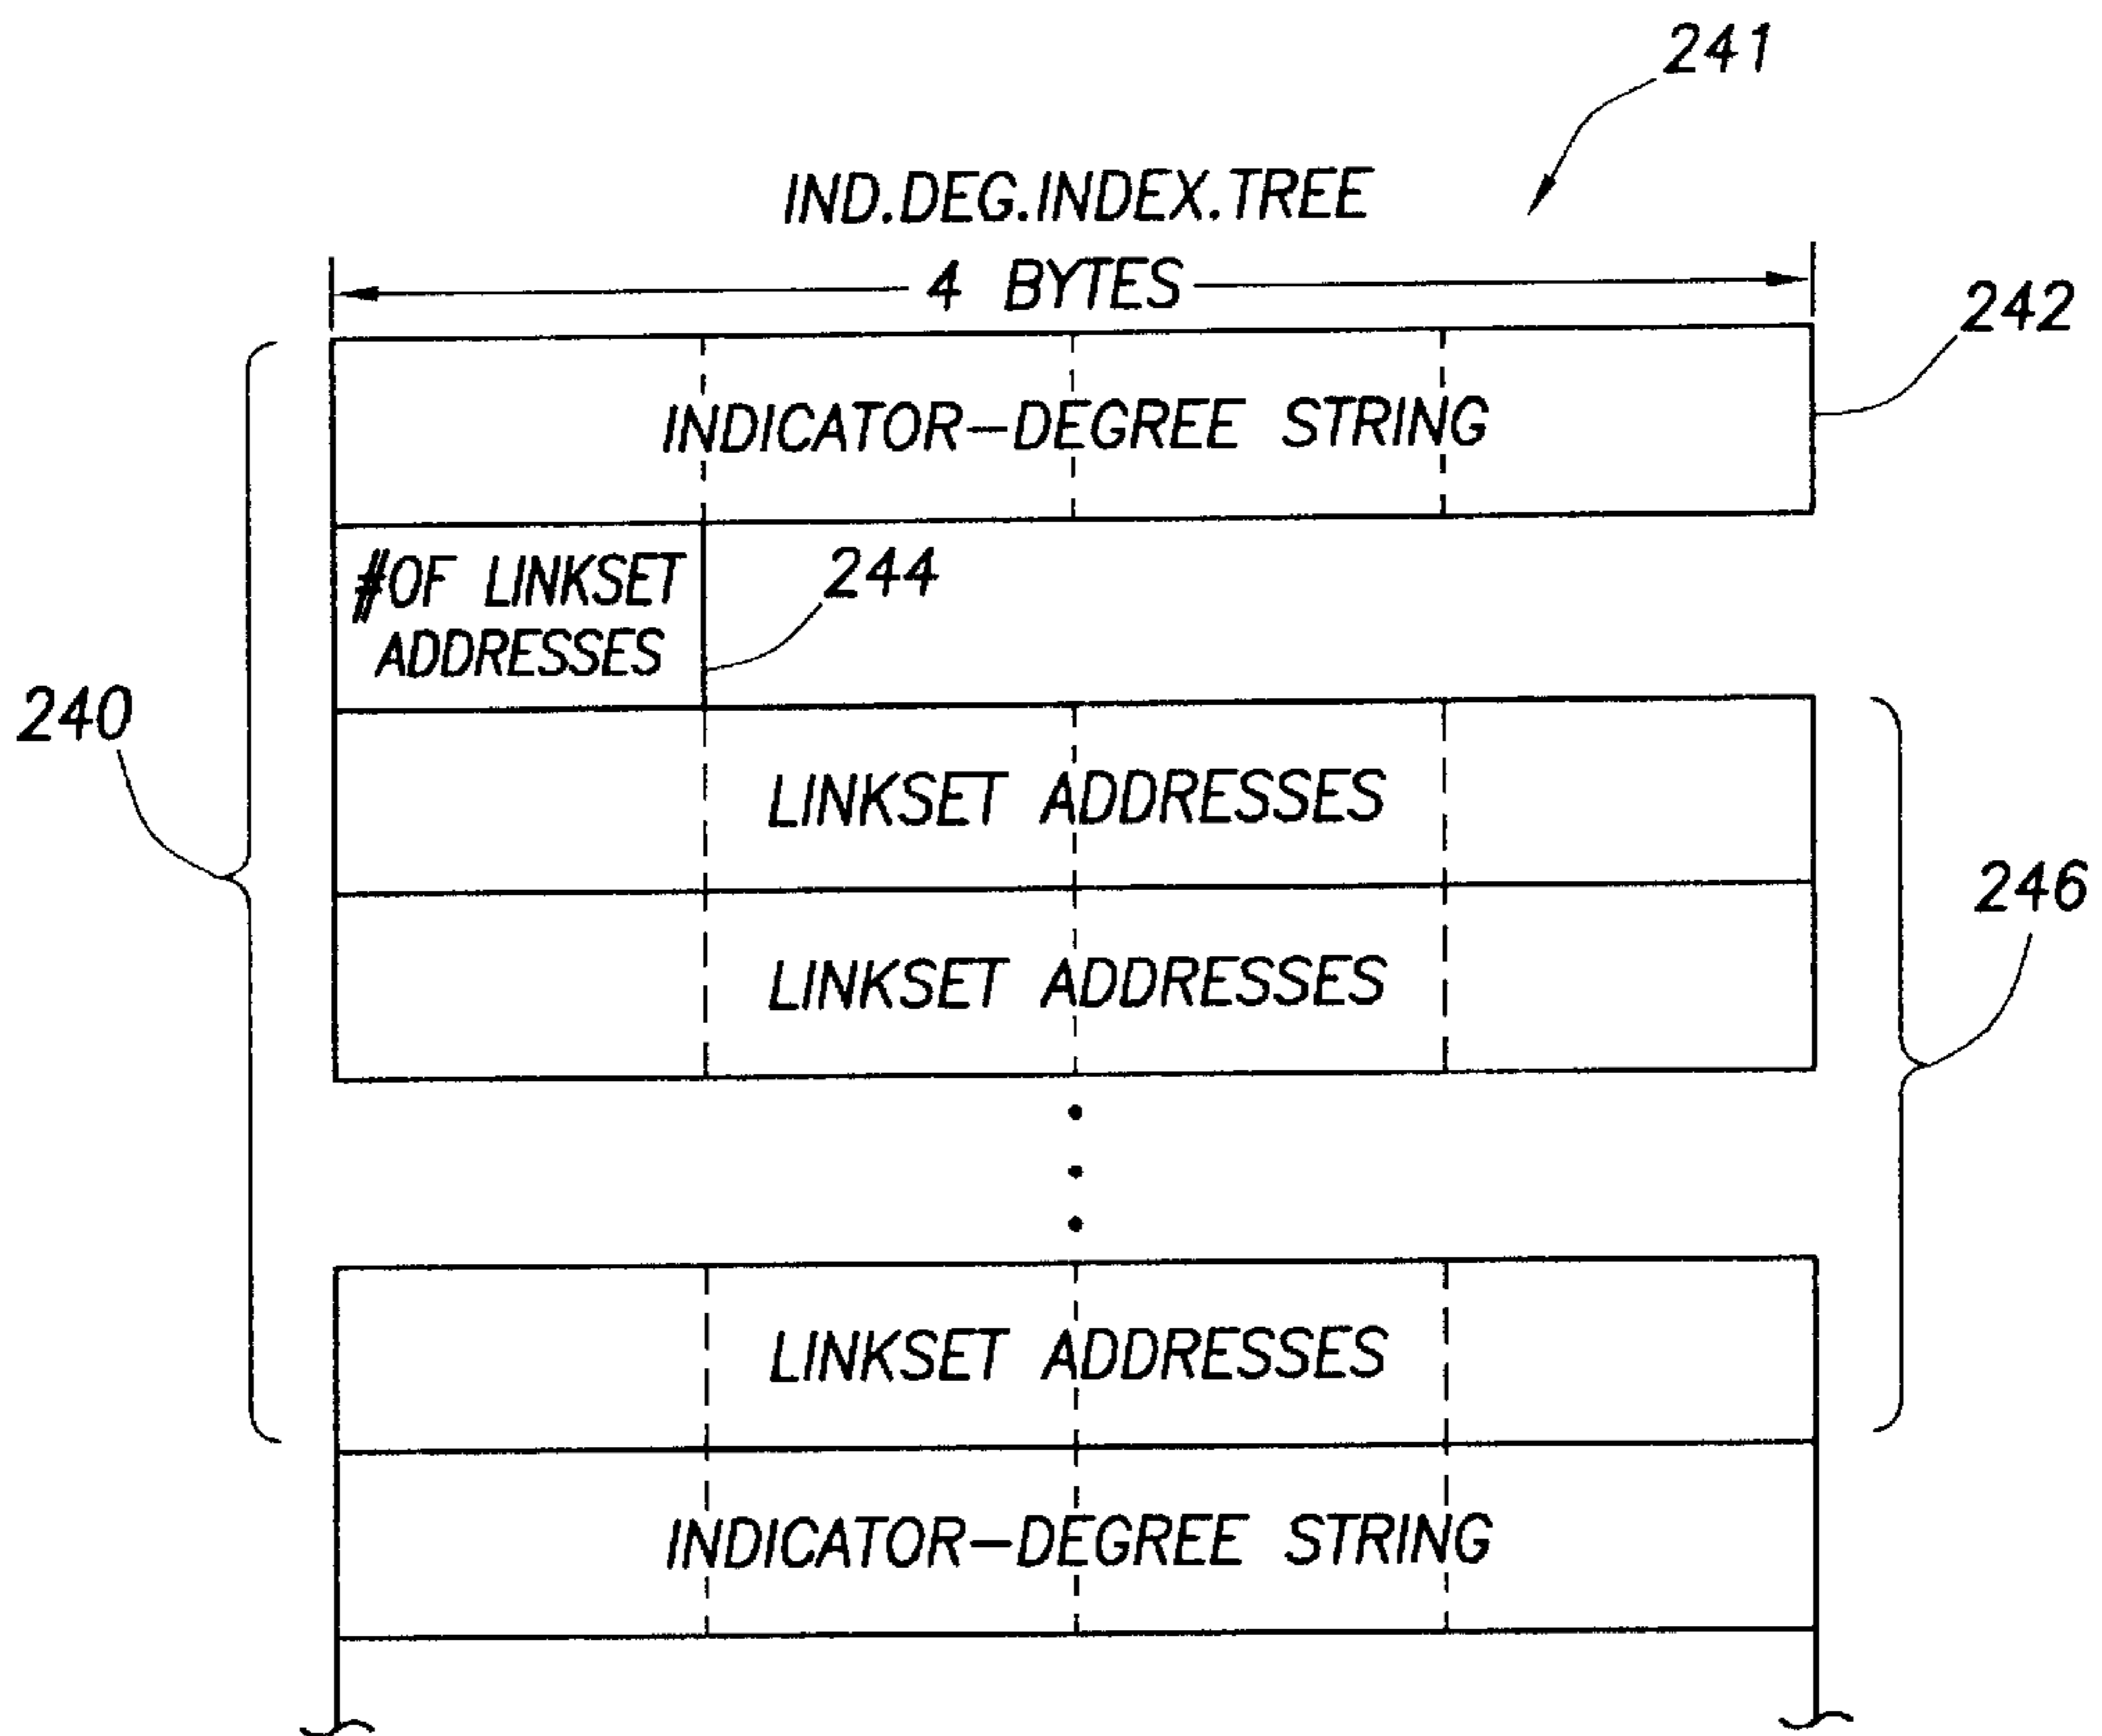 241
IND.DEG.INDEX.TREE
4 BYTES
242
INDICATOR-DEGREE STRING
#OF LINKSET
ADDRESSES
244
240
LINKSET ADDRESSES
246
LINKSET ADDRESSES
LINKSET ADDRESSES
INDICATOR-DEGREE STRING